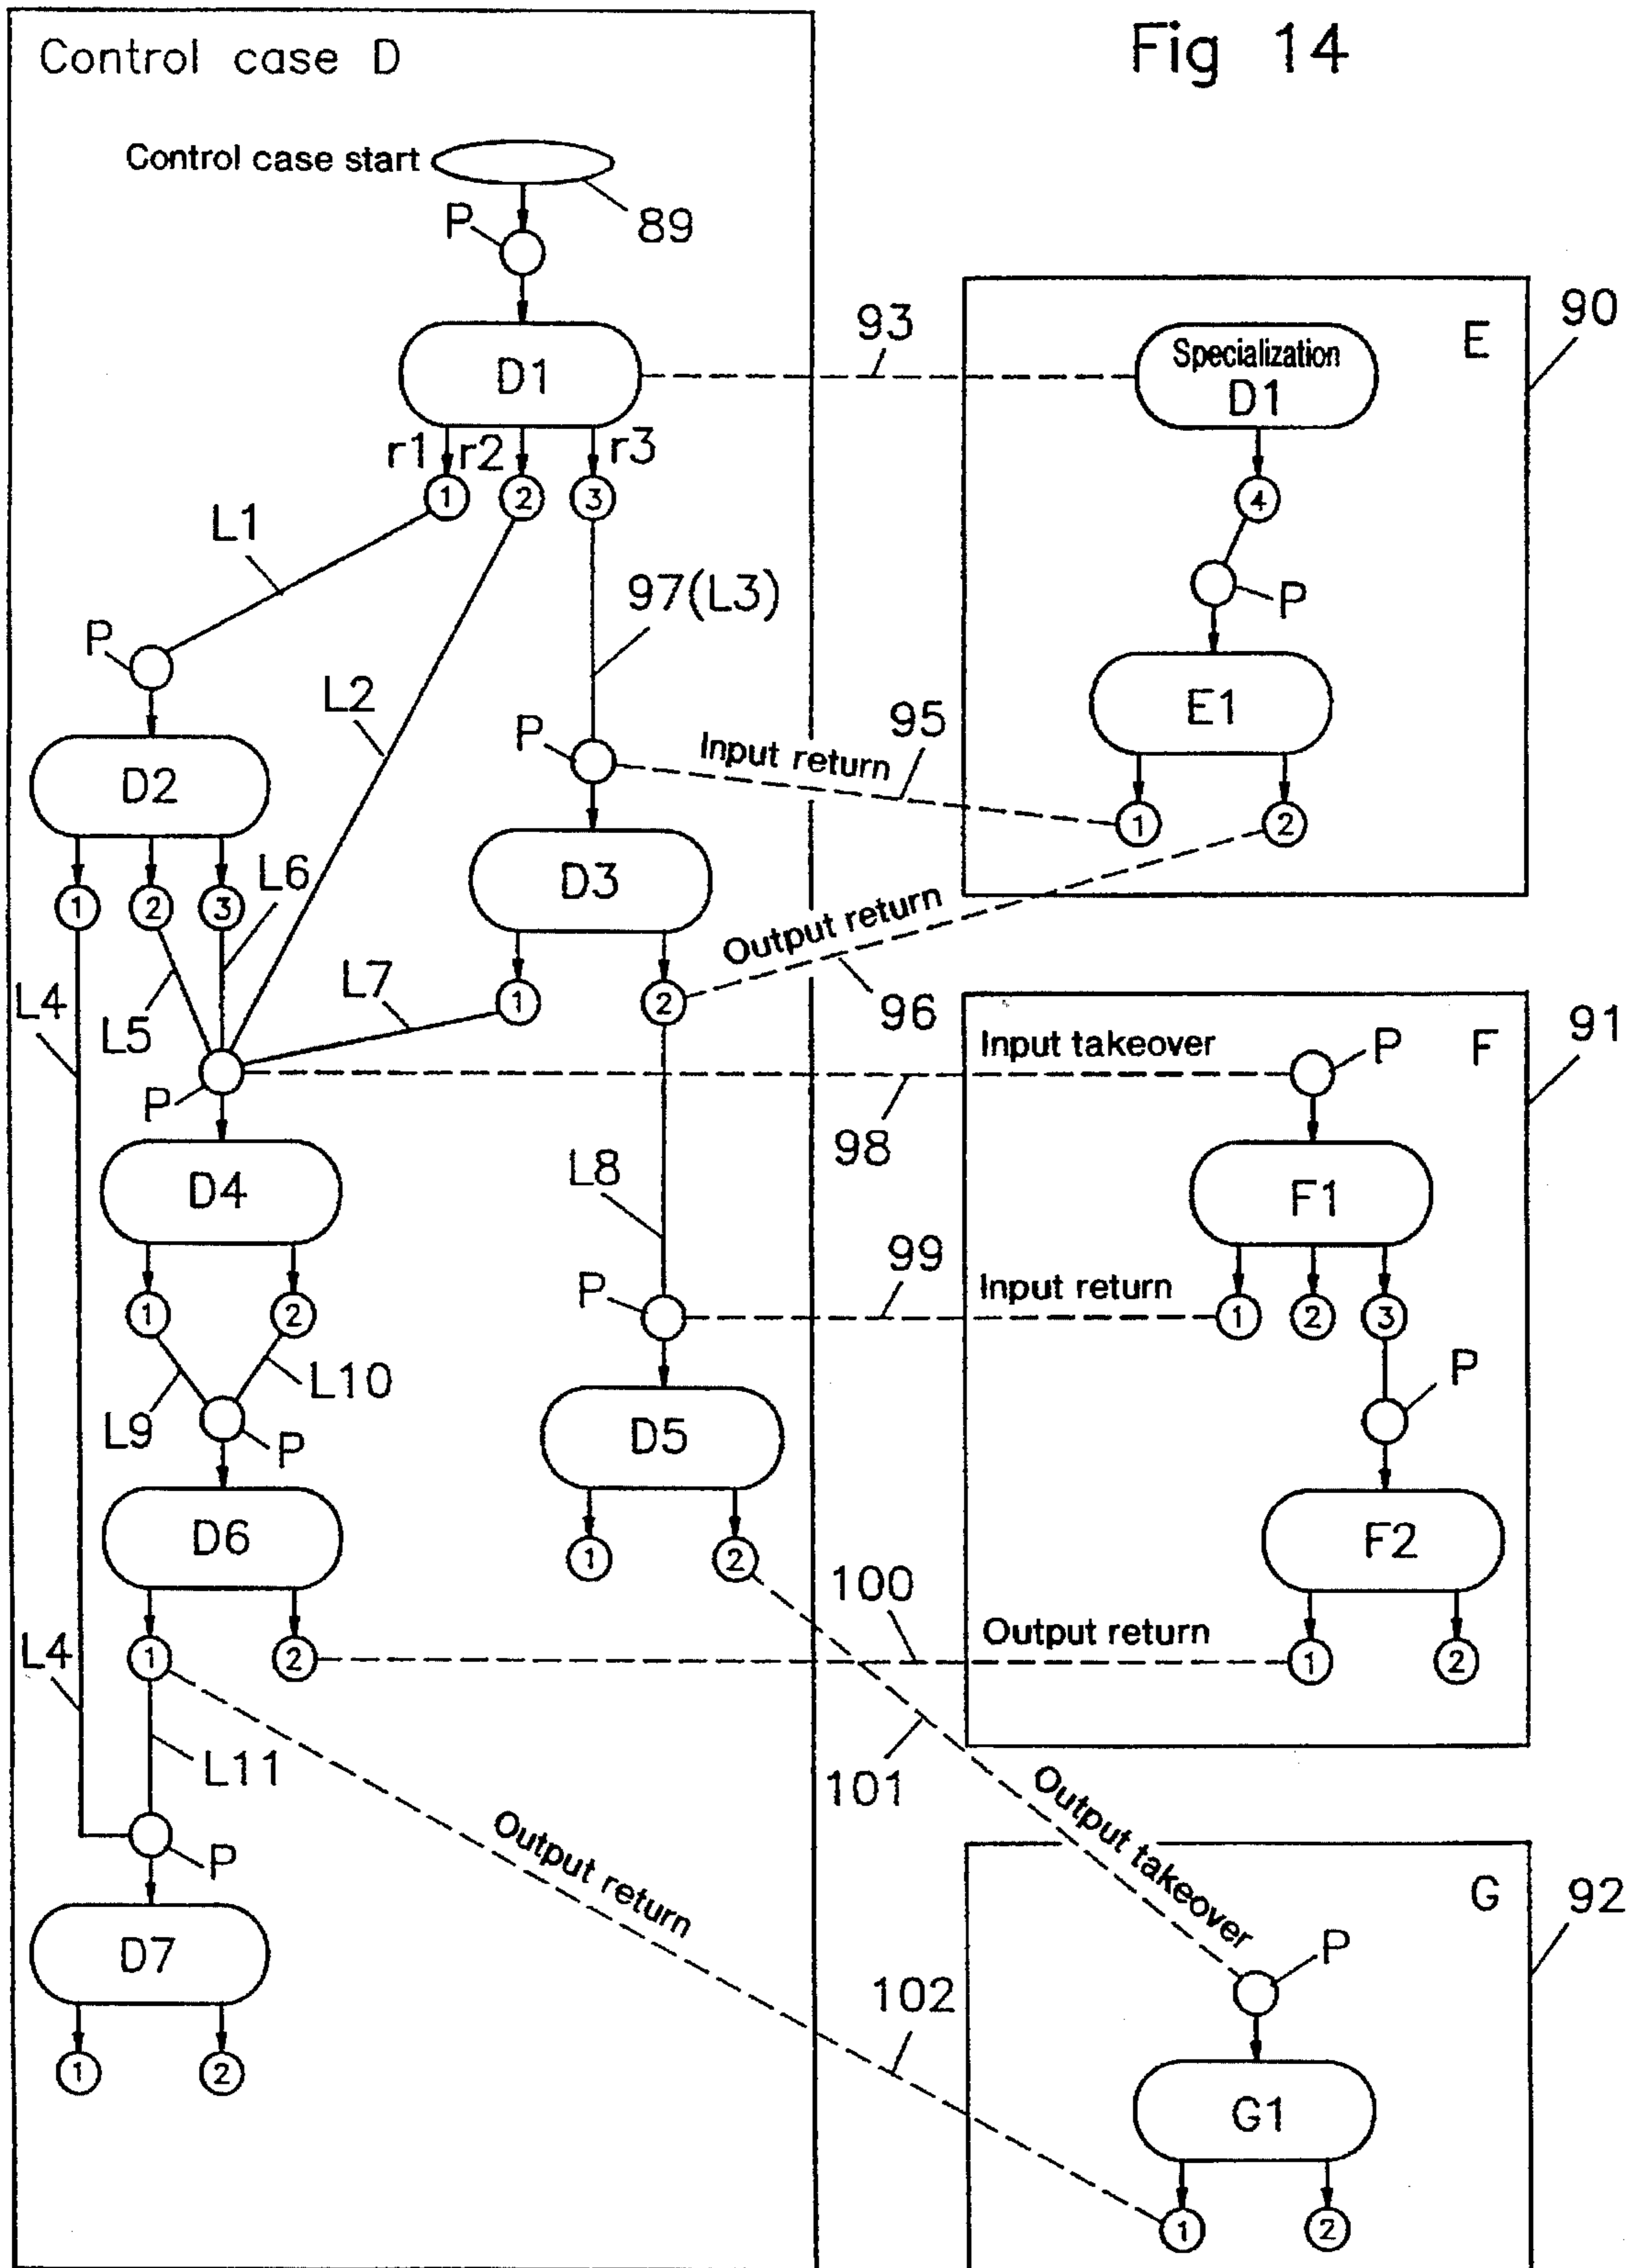 Fig 14
Control case D
Control case start
89
P
D1
r1
r2
r3
1
2
3
93
E
90
Specialization
D1
4
P
E1
1
2
L1
97(L3)
P
L2
D2
1
2
3
L6
P
Input return
95
D3
1
2
Output return
96
L4
L5
L7
P
98
Input takeover
P
F
91
D4
1
2
L8
99
Input return
F1
1
2
3
L9
L10
P
P
P
D6
1
2
D5
1
2
F2
1
2
100
Output return
L4
L11
101
Output takeover
Output return
P
D7
1
2
G
92
P
102
G1
1
2